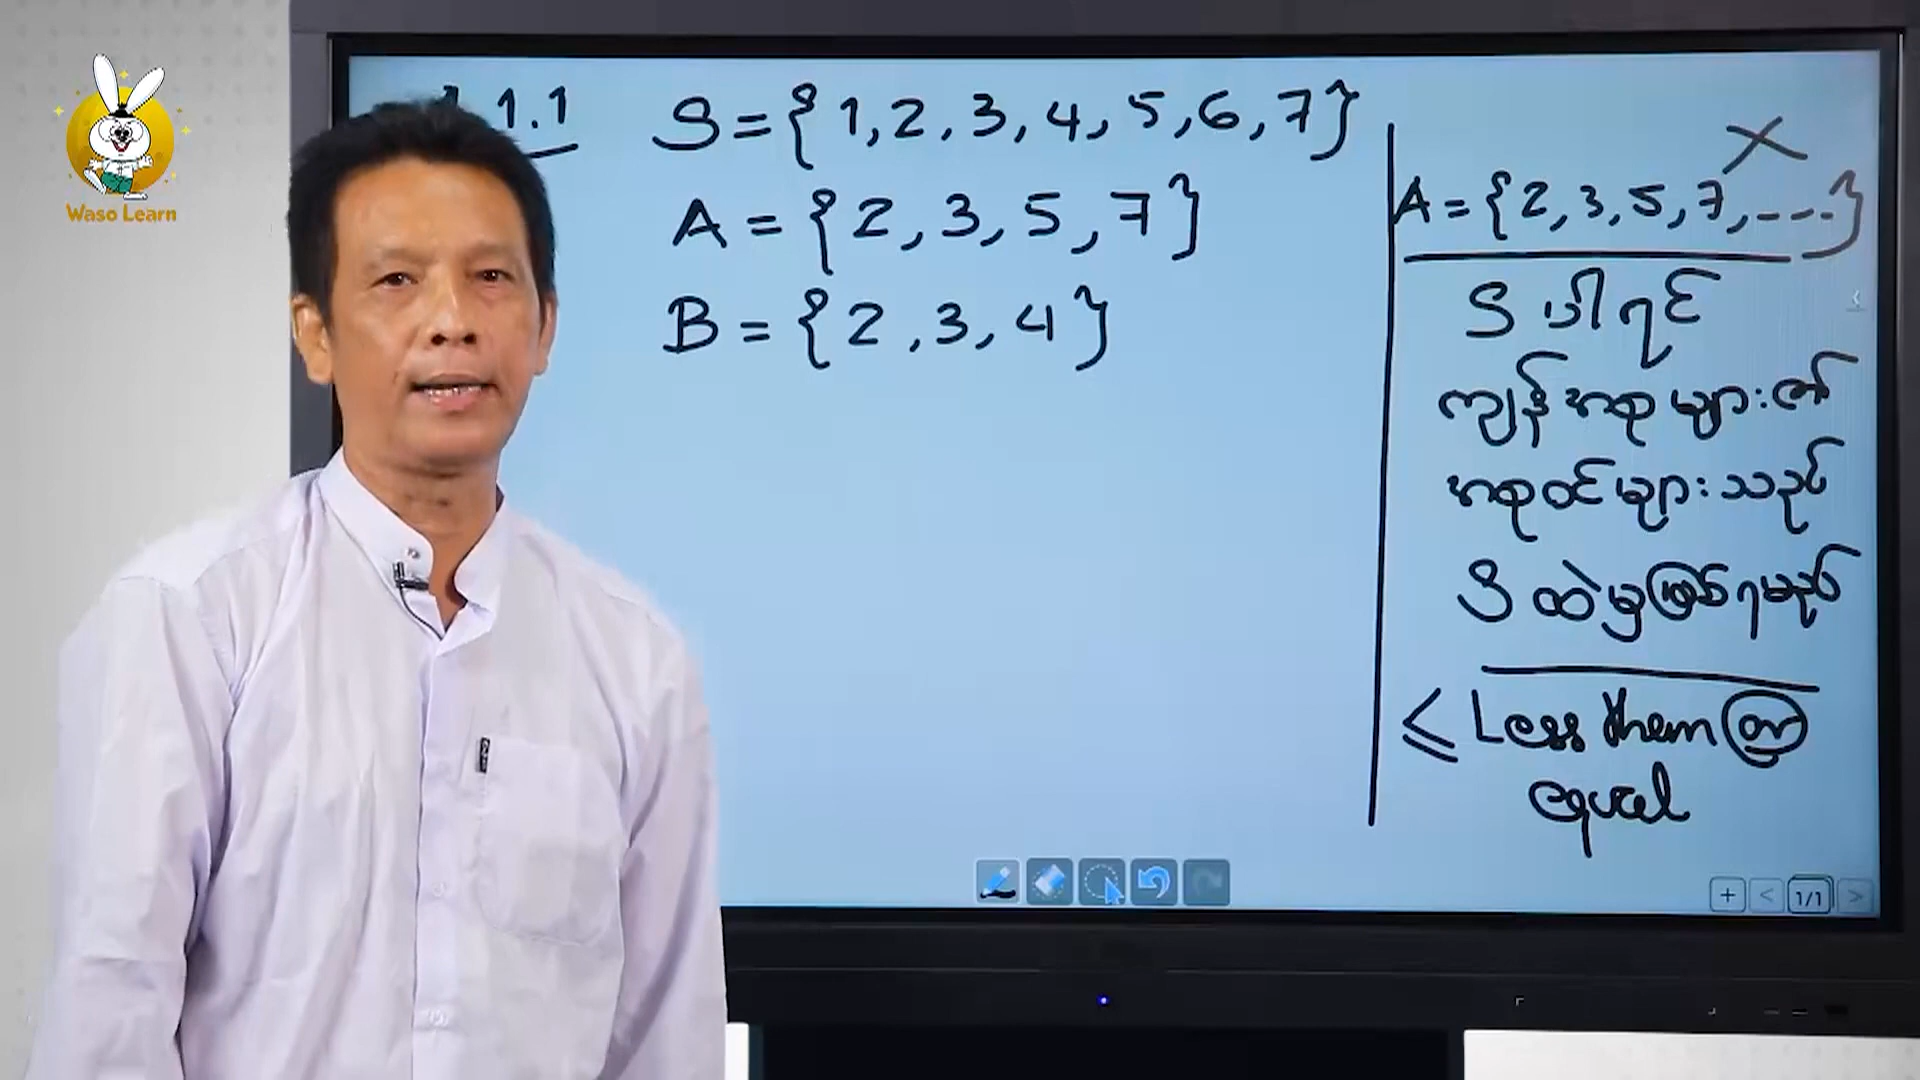 Waso Learn
1.1
S = {1, 2, 3, 4, 5, 6, 7}
A = {2, 3, 5, 7}
B = {2, 3, 4}
×
A = {2, 3, 5, 7, ----}
S ပါရင်
ကျန်အစုများ၏
အစုဝင်များသည်
S ထဲမှဖြစ်ရမည်
≤ Less them (or)
equal
1/1